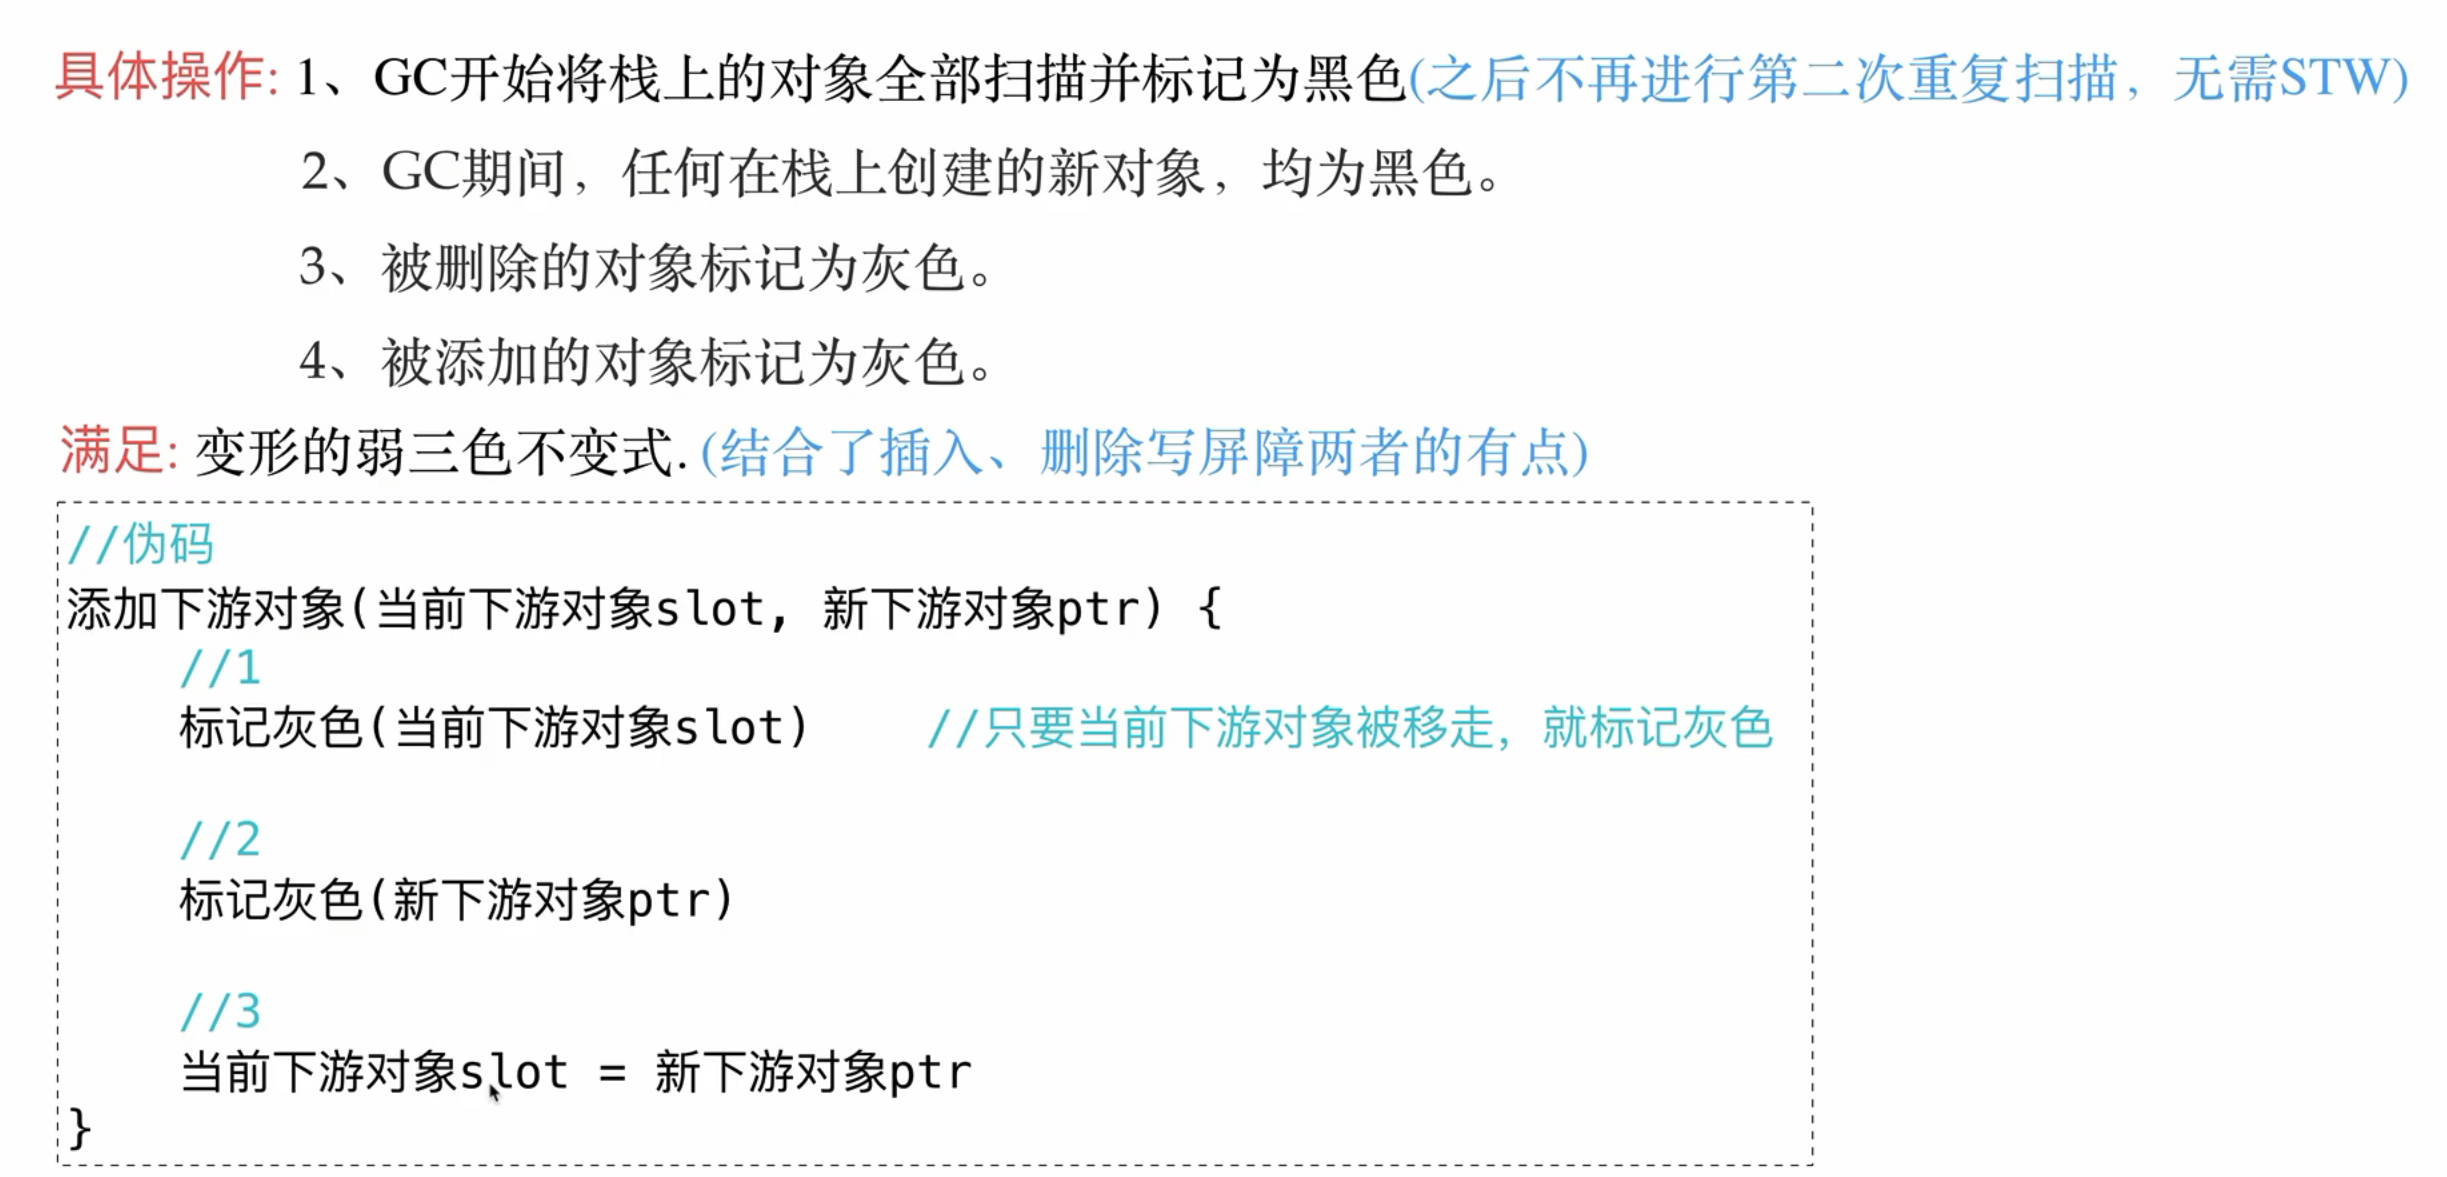 具体操作: 1、GC开始将栈上的对象全部扫描并标记为黑色(之后不再进行第二次重复扫描，无需STW)
2、GC期间，任何在栈上创建的新对象，均为黑色。
3、被删除的对象标记为灰色。
4、被添加的对象标记为灰色。
满足: 变形的弱三色不变式. (结合了插入、删除写屏障两者的有点)
//伪码
添加下游对象(当前下游对象slot, 新下游对象ptr) {
//1
标记灰色(当前下游对象slot) //只要当前下游对象被移走，就标记灰色
//2
标记灰色(新下游对象ptr)
//3
当前下游对象slot = 新下游对象ptr
}